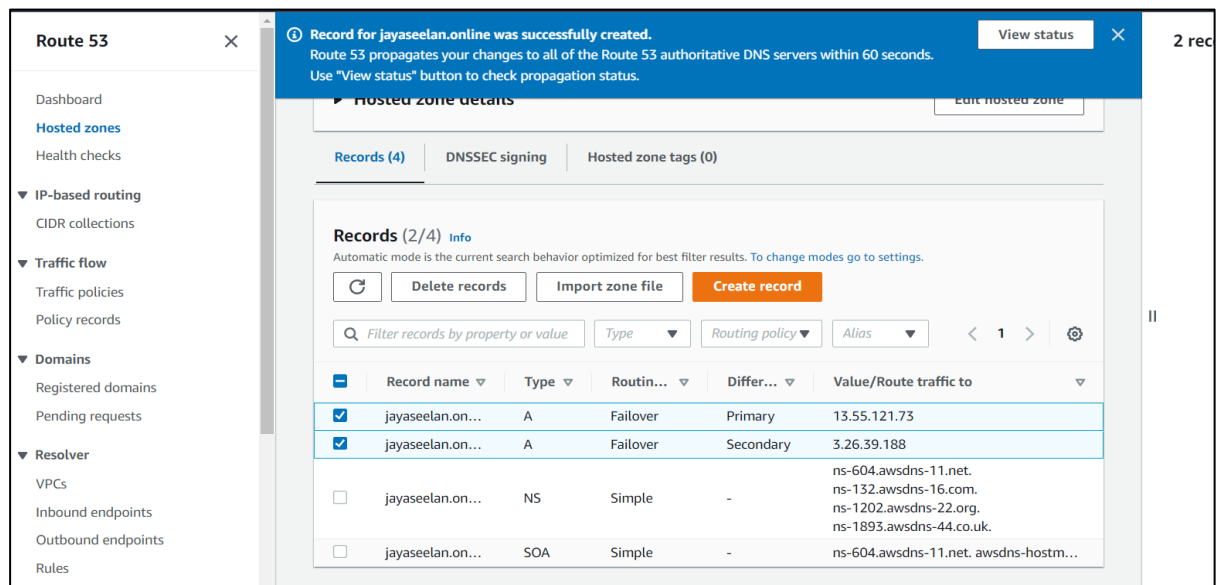 Route 53
Dashboard
Hosted zones
Health checks
IP-based routing
CIDR collections
Traffic flow
Traffic policies
Policy records
Domains
Registered domains
Pending requests
Resolver
VPCs
Inbound endpoints
Outbound endpoints
Rules
Record for jayaseelan.online was successfully created.
Route 53 propagates your changes to all of the Route 53 authoritative DNS servers within 60 seconds.
Use "View status" button to check propagation status.
View status
2 rec
Hosted zone details
Edit hosted zone
Records (4) DNSSEC signing Hosted zone tags (0)
Records (2/4) Info
Automatic mode is the current search behavior optimized for best filter results. To change modes go to settings.
Delete records Import zone file Create record
Filter records by property or value Type Routing policy Alias 1
Record name Type Routin... Differ... Value/Route traffic to
jayaseelan.on... A Failover Primary 13.55.121.73
jayaseelan.on... A Failover Secondary 3.26.39.188
jayaseelan.on... NS Simple - ns-604.awsdns-11.net.
ns-132.awsdns-16.com.
ns-1202.awsdns-22.org.
ns-1893.awsdns-44.co.uk.
jayaseelan.on... SOA Simple - ns-604.awsdns-11.net. awsdns-hostm...